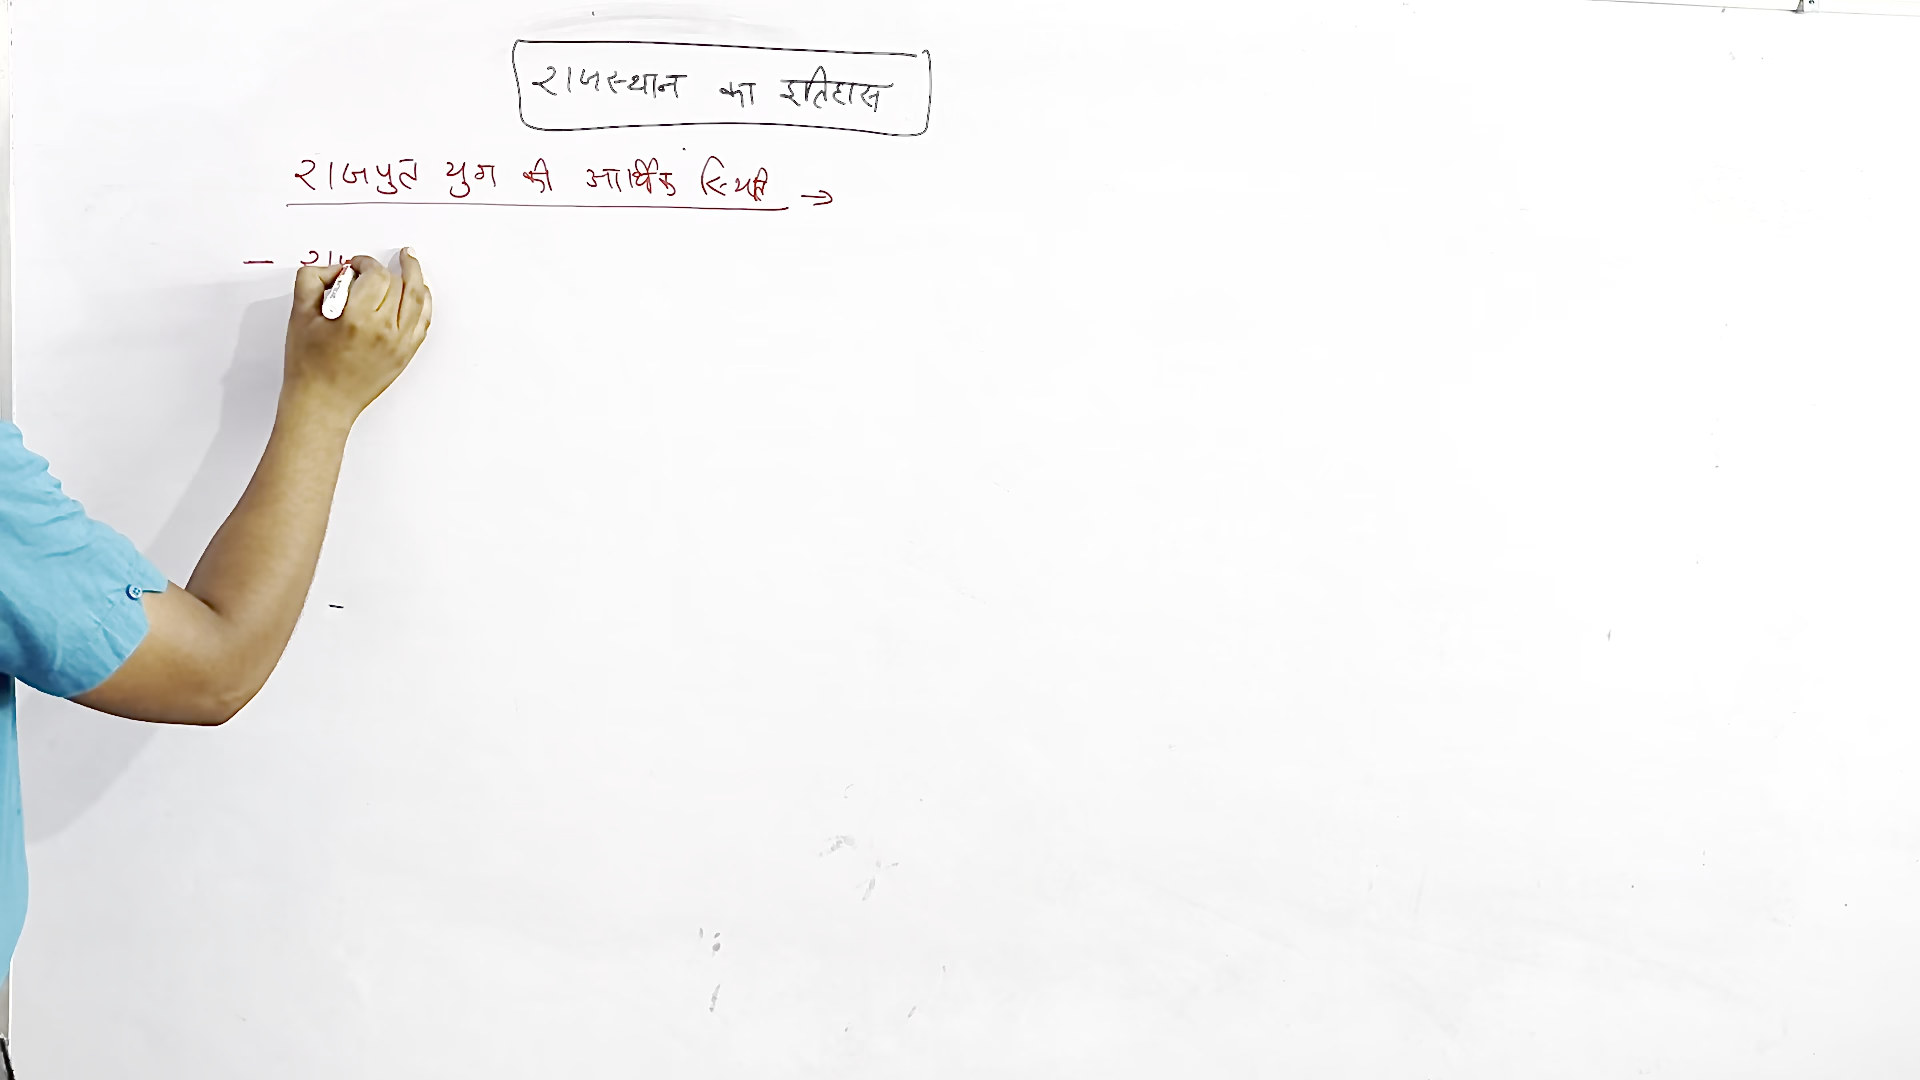 राजस्थान का इतिहास
राजपुत युग की आर्थिक स्थिति →
–